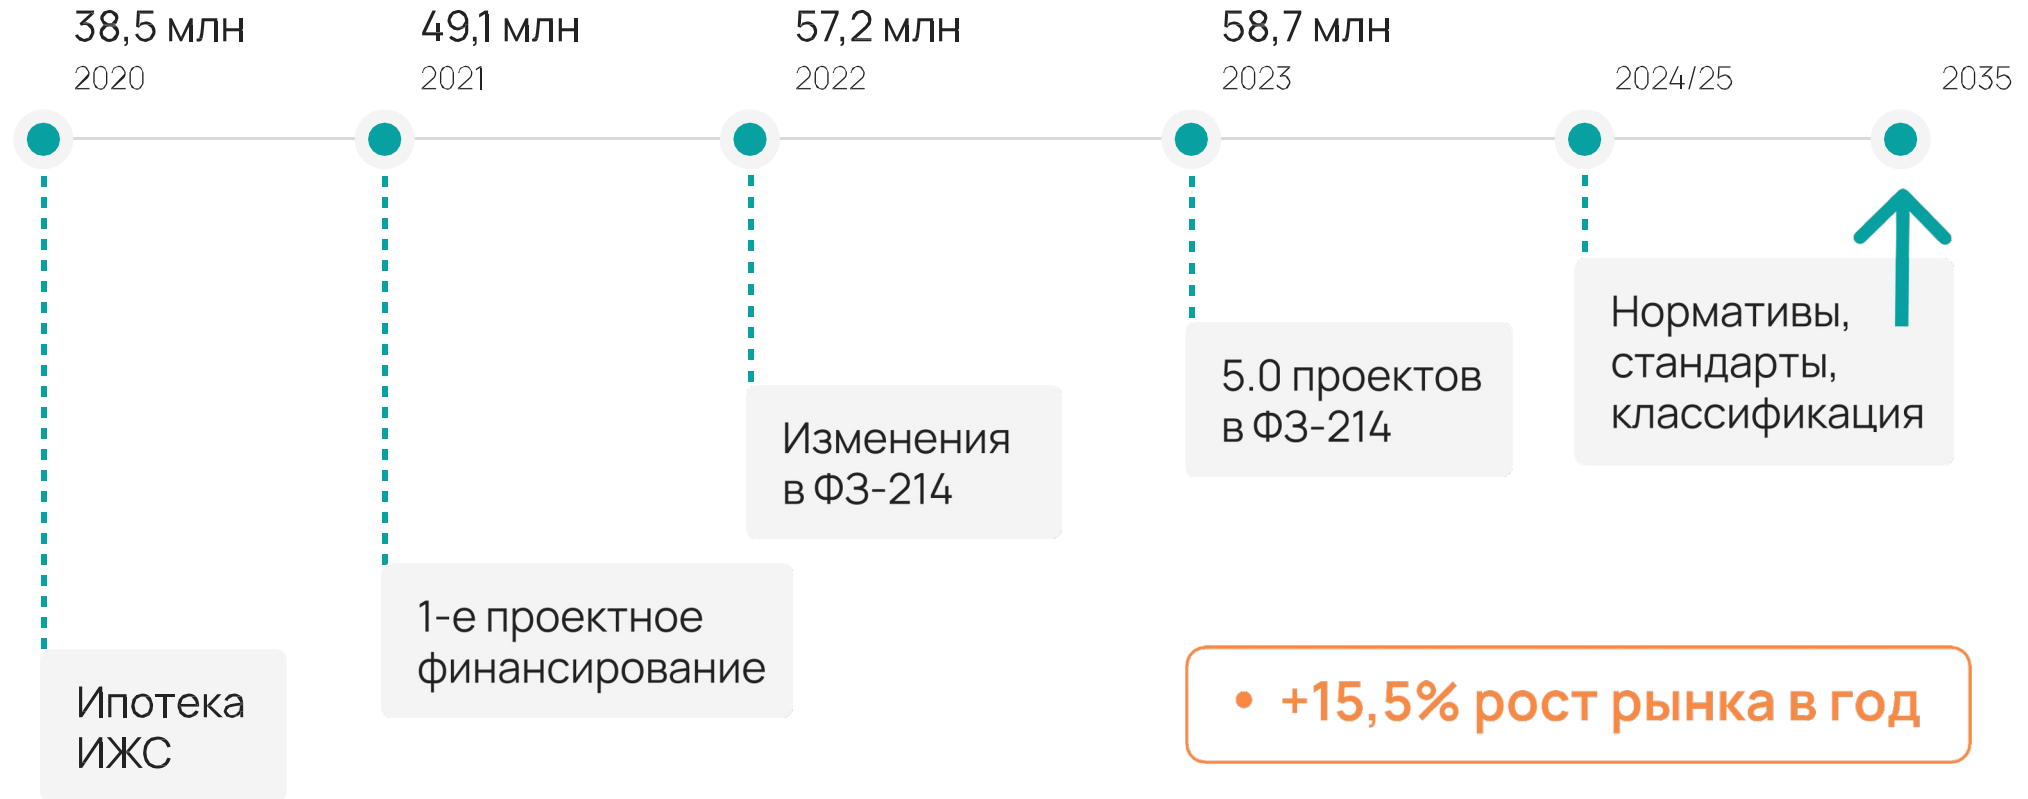 38,5 млн
2020
49,1 млн
2021
57,2 млн
2022
58,7 млн
2023
2024/25
2035
Ипотека
ИЖС
1-е проектное
финансирование
Изменения
в ФЗ-214
5.0 проектов
в ФЗ-214
Нормативы,
стандарты,
классификация
• +15,5% рост рынка в год